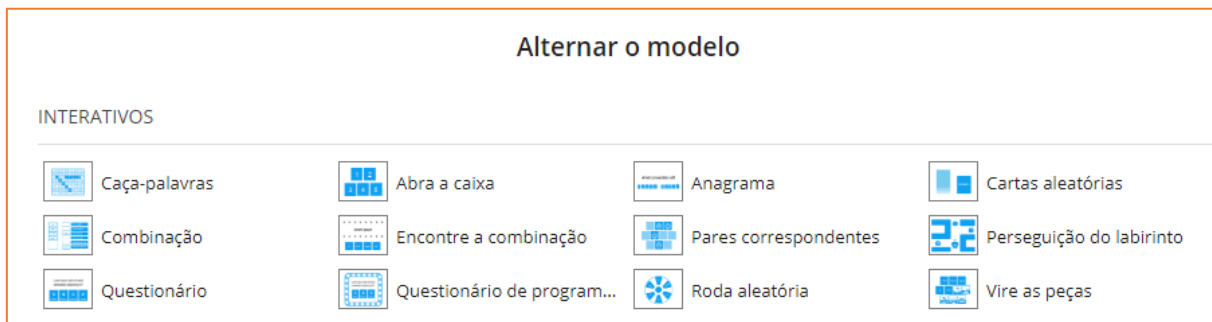 Alternar o modelo
INTERATIVOS
Caça-palavras
Abra a caixa
Anagrama
Cartas aleatórias
Combinação
Encontre a combinação
Pares correspondentes
Perseguição do labirinto
Questionário
Questionário de program...
Roda aleatória
Vire as peças